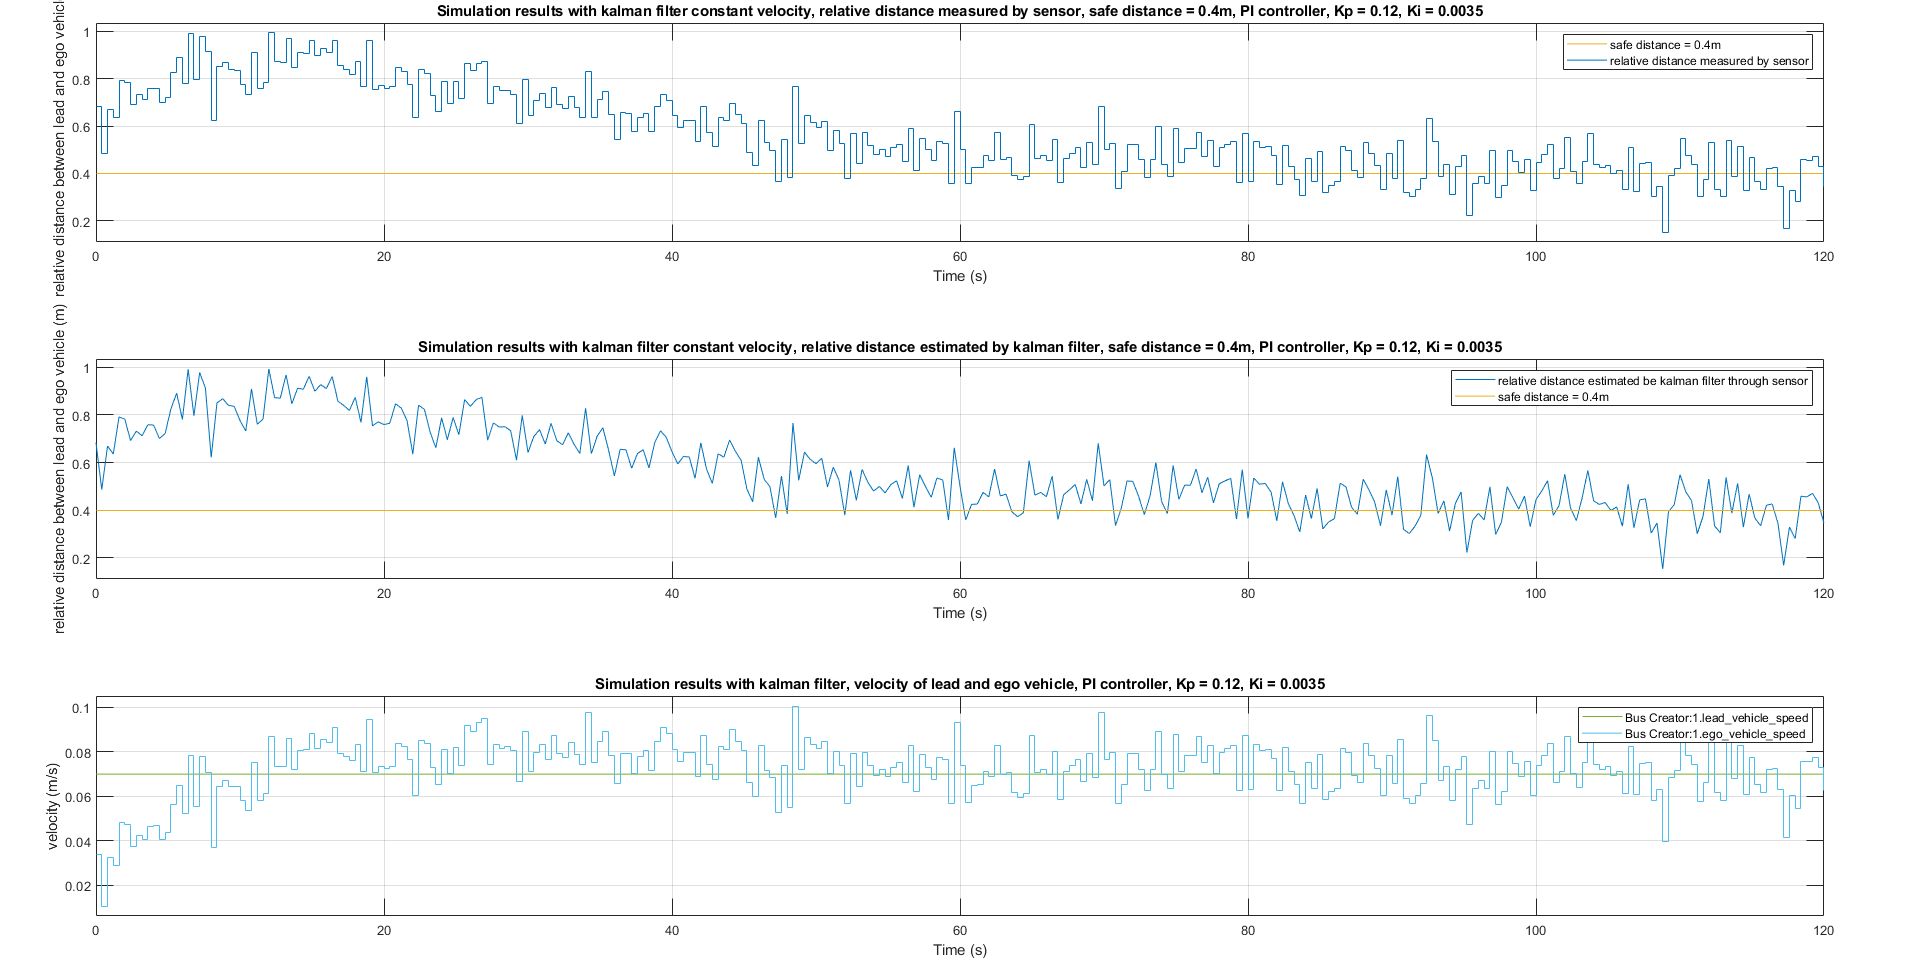 Simulation results with kalman filter constant velocity, relative distance measured by sensor, safe distance = 0.4m, PI controller, Kp = 0.12, Ki = 0.0035
relative distance between lead and ego vehicl
1
0.8
0.6
0.4
0.2
safe distance = 0.4m
relative distance measured by sensor
0
20
40
60
80
100
120
Time (s)
Simulation results with kalman filter constant velocity, relative distance estimated by kalman filter, safe distance = 0.4m, PI controller, Kp = 0.12, Ki = 0.0035
relative distance between lead and ego vehicle (m)
1
0.8
0.6
0.4
0.2
relative distance estimated be kalman filter through sensor
safe distance = 0.4m
0
20
40
60
80
100
120
Time (s)
Simulation results with kalman filter, velocity of lead and ego vehicle, PI controller, Kp = 0.12, Ki = 0.0035
velocity (m/s)
0.1
0.08
0.06
0.04
0.02
Bus Creator:1.lead_vehicle_speed
Bus Creator:1.ego_vehicle_speed
0
20
40
60
80
100
120
Time (s)